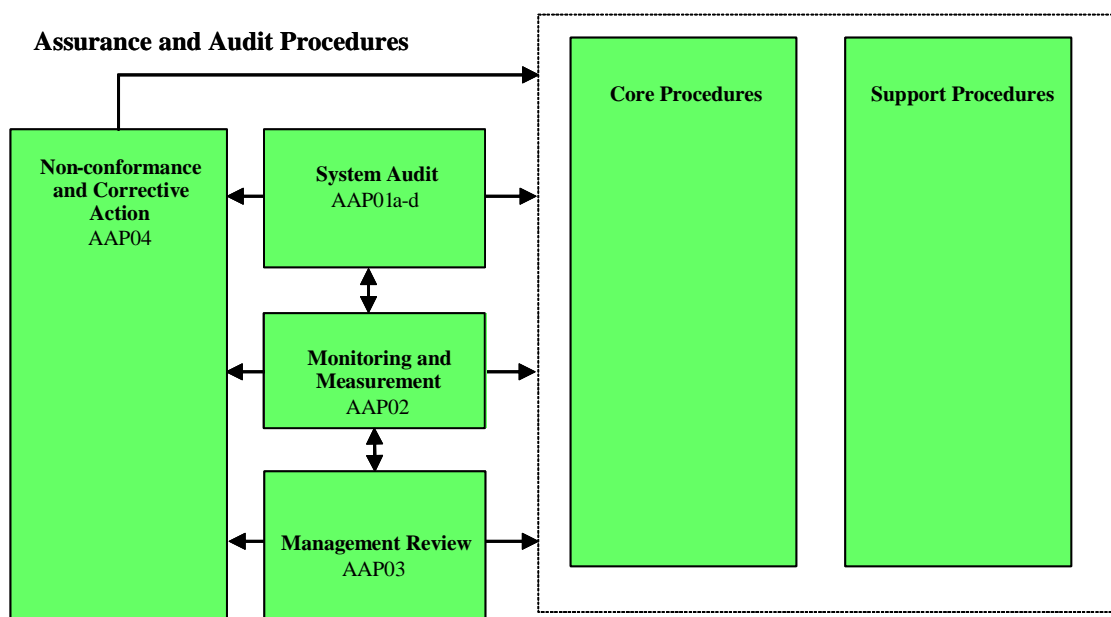 Assurance and Audit Procedures
Core Procedures
Support Procedures
Non-conformance
and Corrective
Action
AAP04
System Audit
AAP01a-d
Monitoring and
Measurement
AAP02
Management Review
AAP03